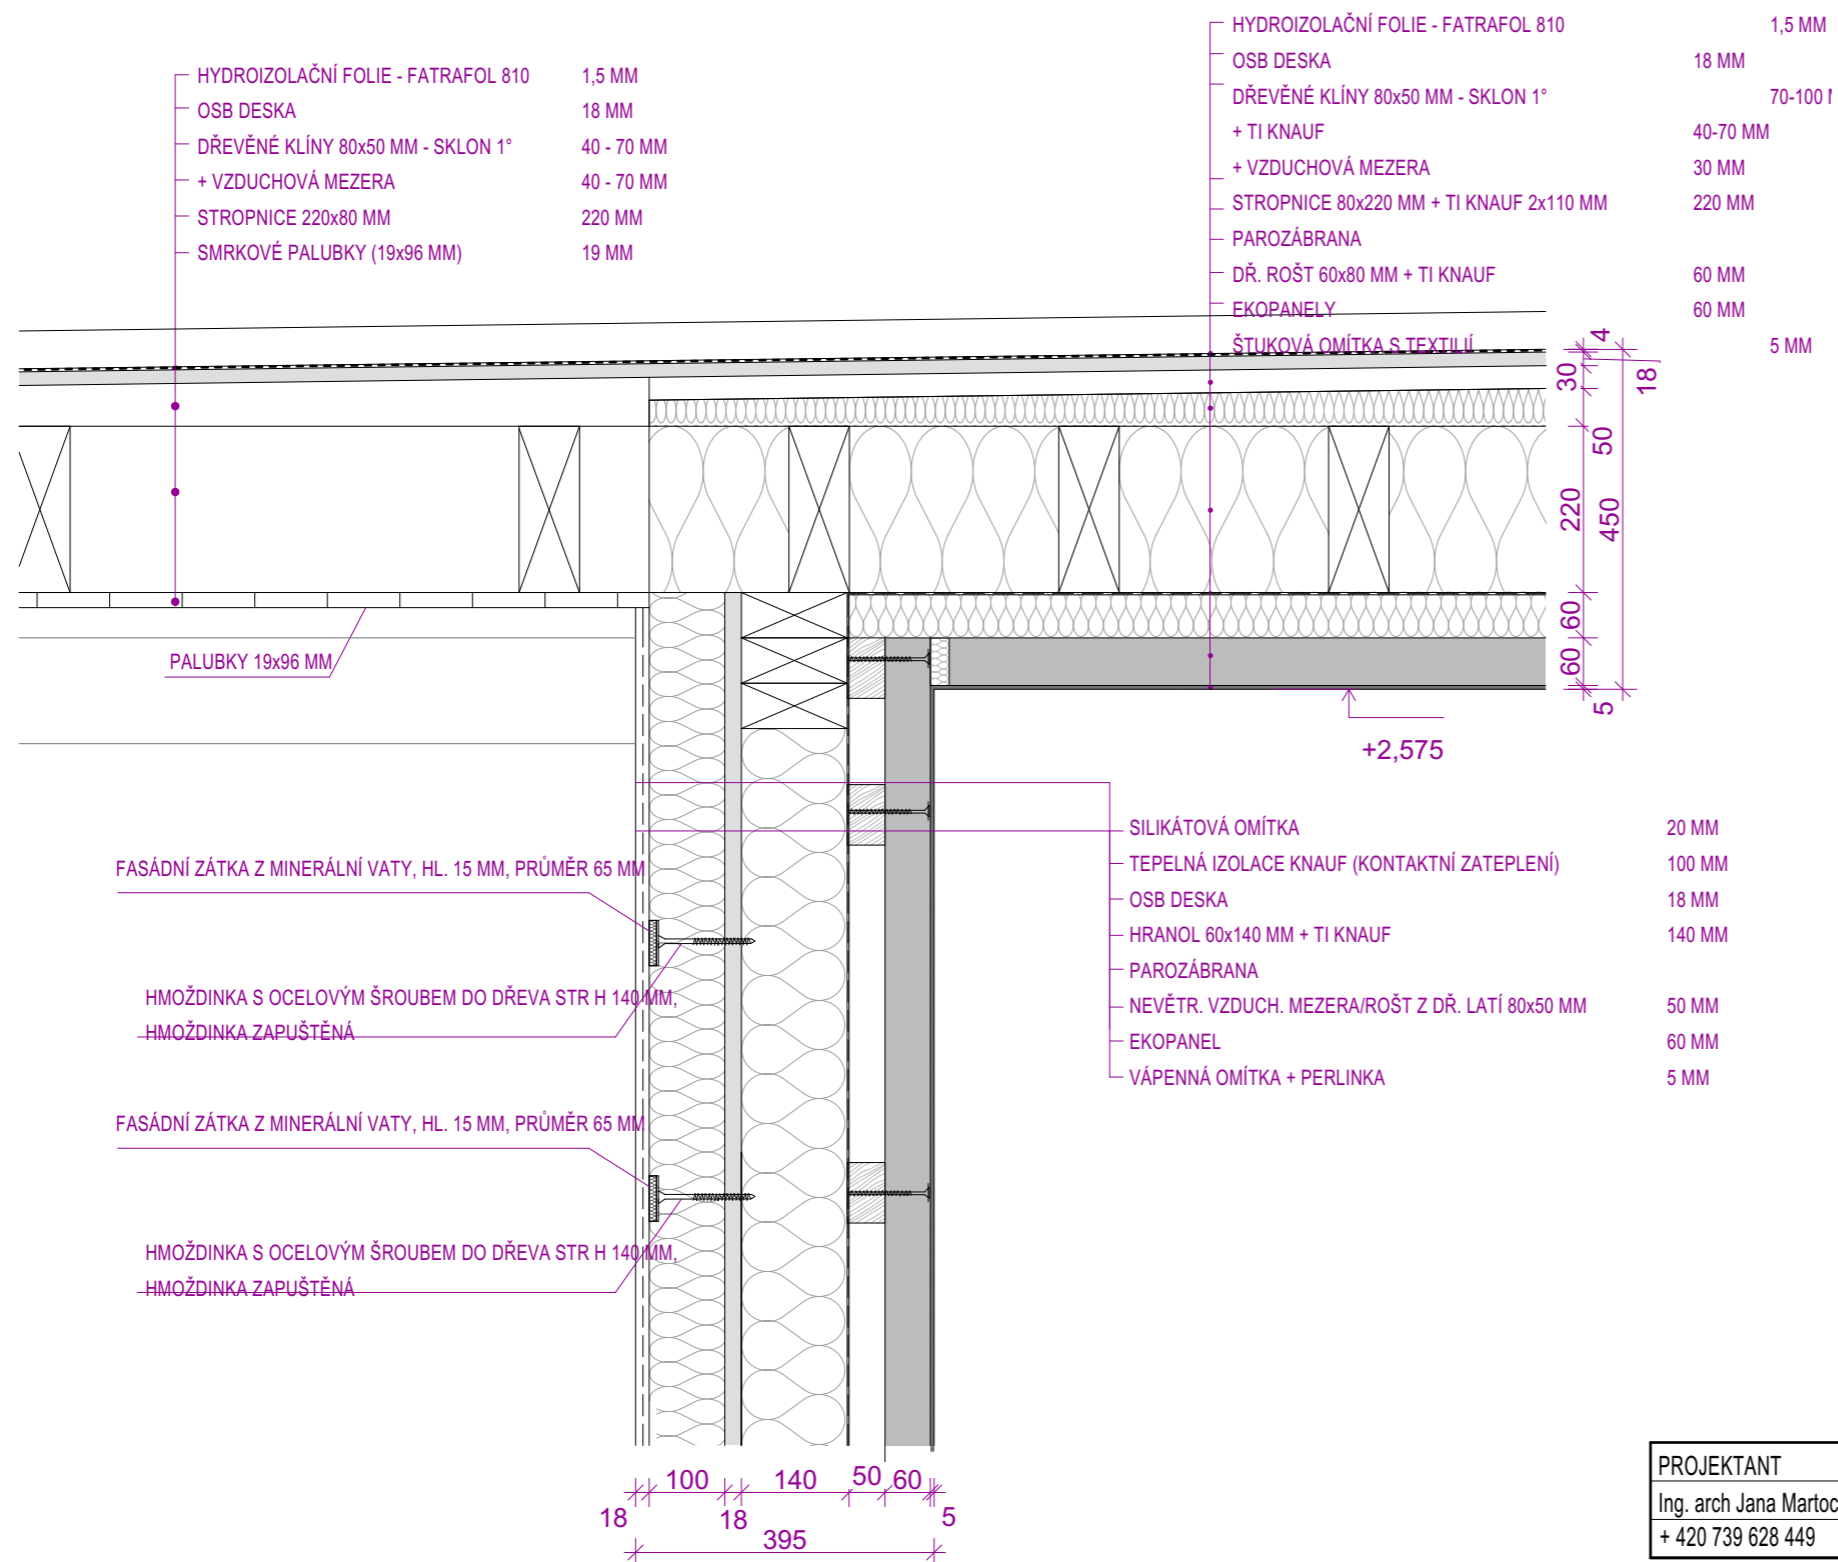 HYDROIZOLAČNÍ FOLIE - FATRAFOL 810 1,5 MM
OSB DESKA 18 MM
DŘEVĚNÉ KLÍNY 80x50 MM - SKLON 1° 40 - 70 MM
+ VZDUCHOVÁ MEZERA 40 - 70 MM
STROPNICE 220x80 MM 220 MM
SMRKOVÉ PALUBKY (19x96 MM) 19 MM
HYDROIZOLAČNÍ FOLIE - FATRAFOL 810 1,5 MM
OSB DESKA 18 MM
DŘEVĚNÉ KLÍNY 80x50 MM - SKLON 1° 70-100
+ TI KNAUF 40-70 MM
+ VZDUCHOVÁ MEZERA 30 MM
STROPNICE 80x220 MM + TI KNAUF 2x110 MM 220 MM
PAROZÁBRANA
DŘ. ROŠT 60x80 MM + TI KNAUF 60 MM
EKOPANELY 60 MM
ŠTUKOVÁ OMÍTKA S TEXTILIÍ 5 MM
4
30
18
50
220
450
60
60
5
PALUBKY 19x96 MM
+2,575
SILIKÁTOVÁ OMÍTKA 20 MM
TEPELNÁ IZOLACE KNAUF (KONTAKTNÍ ZATEPLENÍ) 100 MM
OSB DESKA 18 MM
HRANOL 60x140 MM + TI KNAUF 140 MM
PAROZÁBRANA
NEVĚTR. VZDUCH. MEZERA/ROŠT Z DŘ. LATÍ 80x50 MM 50 MM
EKOPANEL 60 MM
VÁPENNÁ OMÍTKA + PERLINKA 5 MM
FASÁDNÍ ZÁTKA Z MINERÁLNÍ VATY, HL. 15 MM, PRŮMĚR 65 MM
HMOŽDINKA S OCELOVÝM ŠROUBEM DO DŘEVA STR H 140 MM,
HMOŽDINKA ZAPUŠTĚNÁ
FASÁDNÍ ZÁTKA Z MINERÁLNÍ VATY, HL. 15 MM, PRŮMĚR 65 MM
HMOŽDINKA S OCELOVÝM ŠROUBEM DO DŘEVA STR H 140 MM,
HMOŽDINKA ZAPUŠTĚNÁ
100 140 50 60
18 18 5
395
PROJEKTANT
Ing. arch Jana Martoc
+ 420 739 628 449